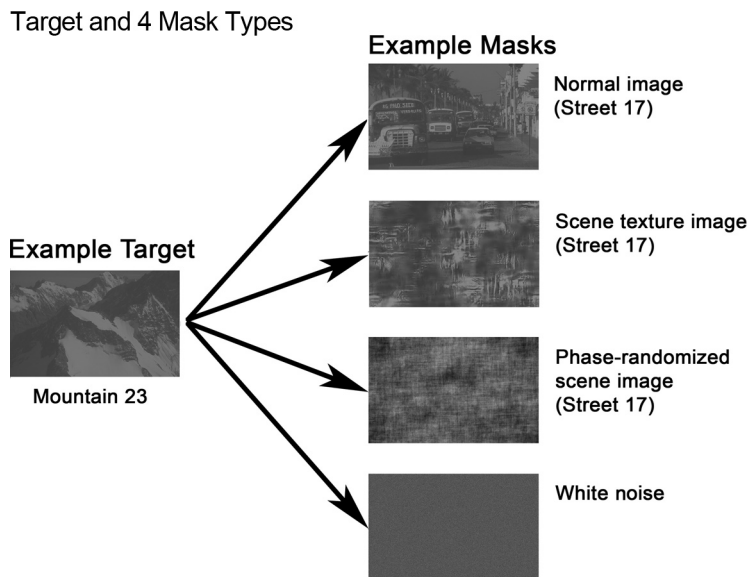 Target and 4 Mask Types
Example Masks
Normal image
(Street 17)
Scene texture image
(Street 17)
Example Target
Mountain 23
Phase-randomized
scene image
(Street 17)
White noise